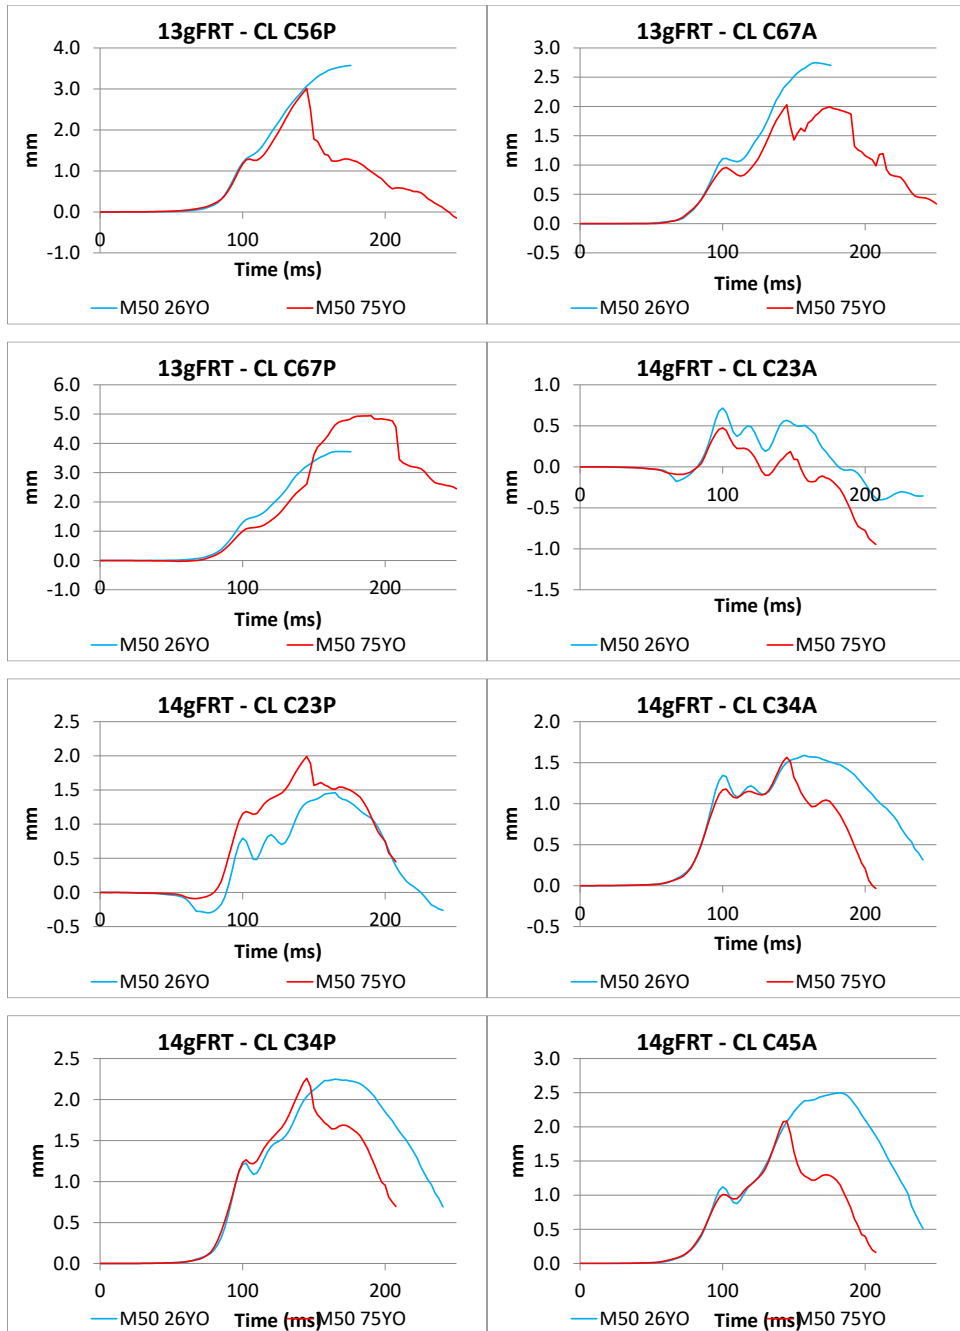 13gFRT - CL C56P
4.0
3.0
2.0
1.0
0.0
-1.0
mm
0 100 200
Time (ms)
M50 26YO M50 75YO
13gFRT - CL C67A
3.0
2.5
2.0
1.5
1.0
0.5
0.0
-0.5
mm
0 100 200
Time (ms)
M50 26YO M50 75YO
13gFRT - CL C67P
6.0
5.0
4.0
3.0
2.0
1.0
0.0
-1.0
mm
0 100 200
Time (ms)
M50 26YO M50 75YO
14gFRT - CL C23A
1.0
0.5
0.0
-0.5
-1.0
-1.5
mm
0 100 200
Time (ms)
M50 26YO M50 75YO
14gFRT - CL C23P
2.5
2.0
1.5
1.0
0.5
0.0
-0.5
mm
0 100 200
Time (ms)
M50 26YO M50 75YO
14gFRT - CL C34A
2.0
1.5
1.0
0.5
0.0
-0.5
mm
0 100 200
Time (ms)
M50 26YO M50 75YO
14gFRT - CL C34P
2.5
2.0
1.5
1.0
0.5
0.0
mm
0 100 200
Time (ms)
M50 26YO M50 75YO
14gFRT - CL C45A
3.0
2.5
2.0
1.5
1.0
0.5
0.0
mm
0 100 200
Time (ms)
M50 26YO M50 75YO